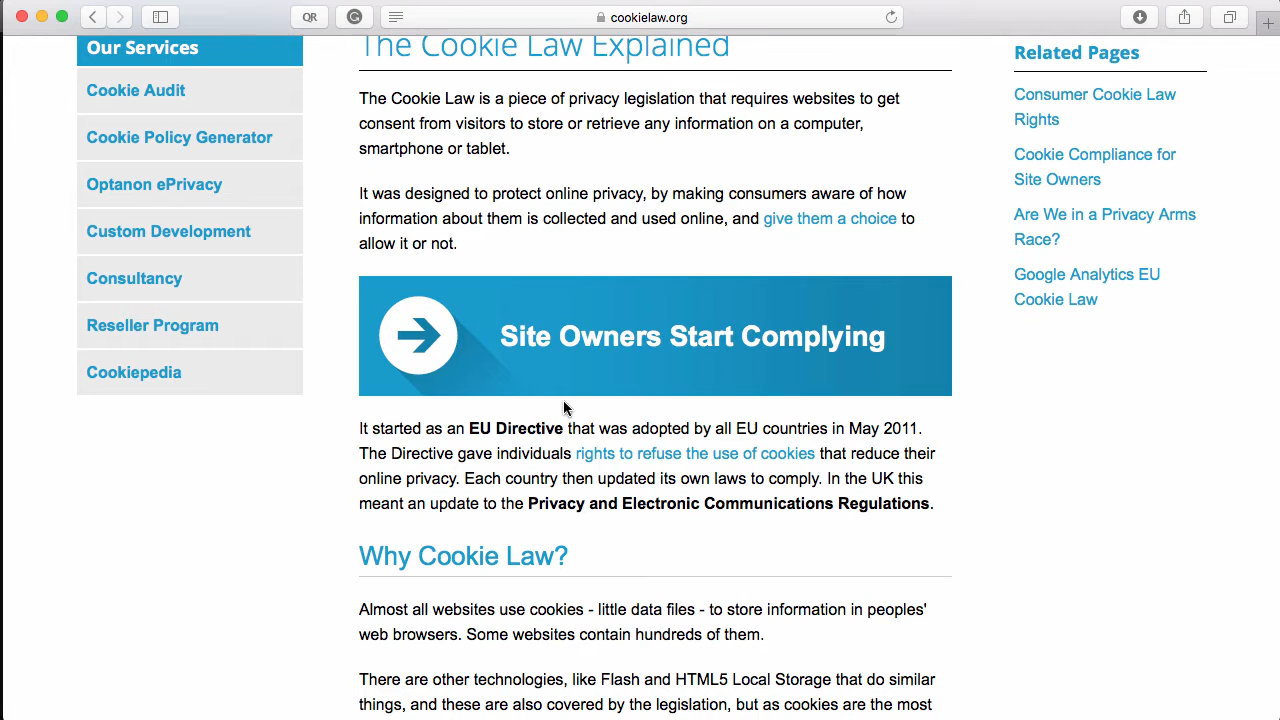 QR
cookielaw.org
Our Services
Cookie Audit
Cookie Policy Generator
Optanon ePrivacy
Custom Development
Consultancy
Reseller Program
Cookiepedia
The Cookie Law Explained
The Cookie Law is a piece of privacy legislation that requires websites to get
consent from visitors to store or retrieve any information on a computer,
smartphone or tablet.
It was designed to protect online privacy, by making consumers aware of how
information about them is collected and used online, and give them a choice to
allow it or not.
Site Owners Start Complying
It started as an EU Directive that was adopted by all EU countries in May 2011.
The Directive gave individuals rights to refuse the use of cookies that reduce their
online privacy. Each country then updated its own laws to comply. In the UK this
meant an update to the Privacy and Electronic Communications Regulations.
Why Cookie Law?
Almost all websites use cookies - little data files - to store information in peoples'
web browsers. Some websites contain hundreds of them.
There are other technologies, like Flash and HTML5 Local Storage that do similar
things, and these are also covered by the legislation, but as cookies are the most
Related Pages
Consumer Cookie Law
Rights
Cookie Compliance for
Site Owners
Are We in a Privacy Arms
Race?
Google Analytics EU
Cookie Law